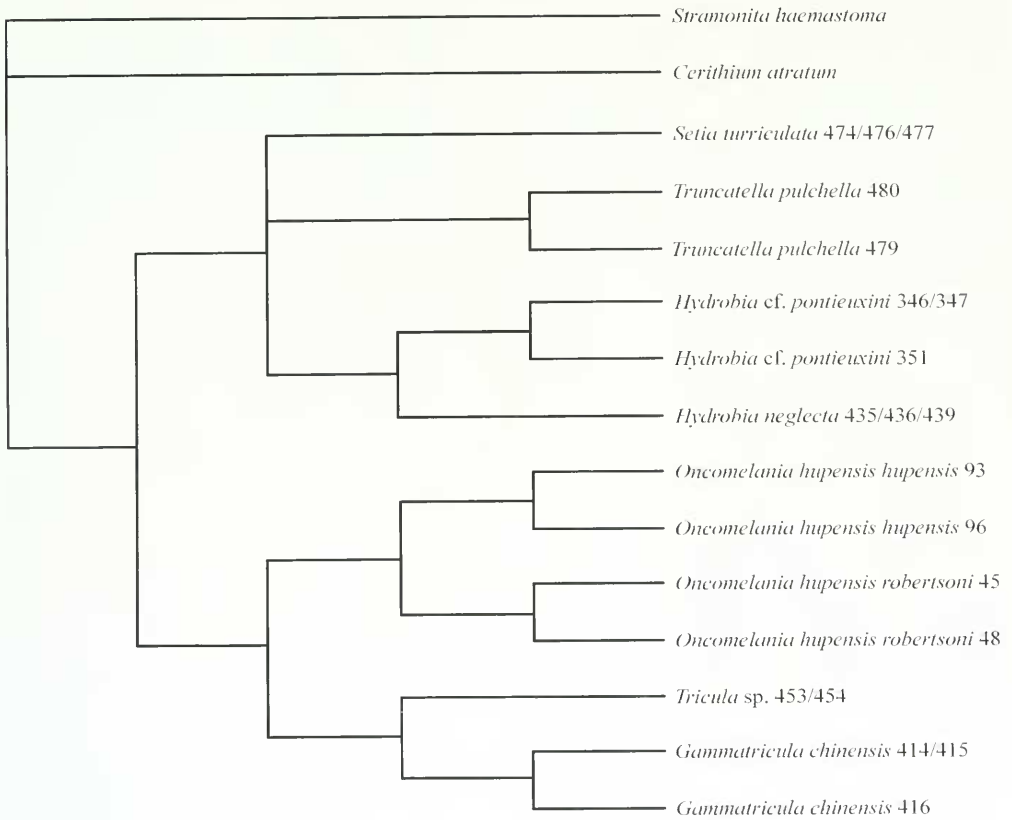 Stramonita haemastoma
Cerithium atratum
Setia turriculata 474/476/477
Truncatella pulchella 480
Truncatella pulchella 479
Hydrobia cf. pontieuxini 346/347
Hydrobia cf. pontieuxini 351
Hydrobia neglecta 435/436/439
Oncomelania hupensis hupensis 93
Oncomelania hupensis hupensis 96
Oncomelania hupensis robertsoni 45
Oncomelania hupensis robertsoni 48
Tricula sp. 453/454
Gammatricula chinensis 414/415
Gammatricula chinensis 416